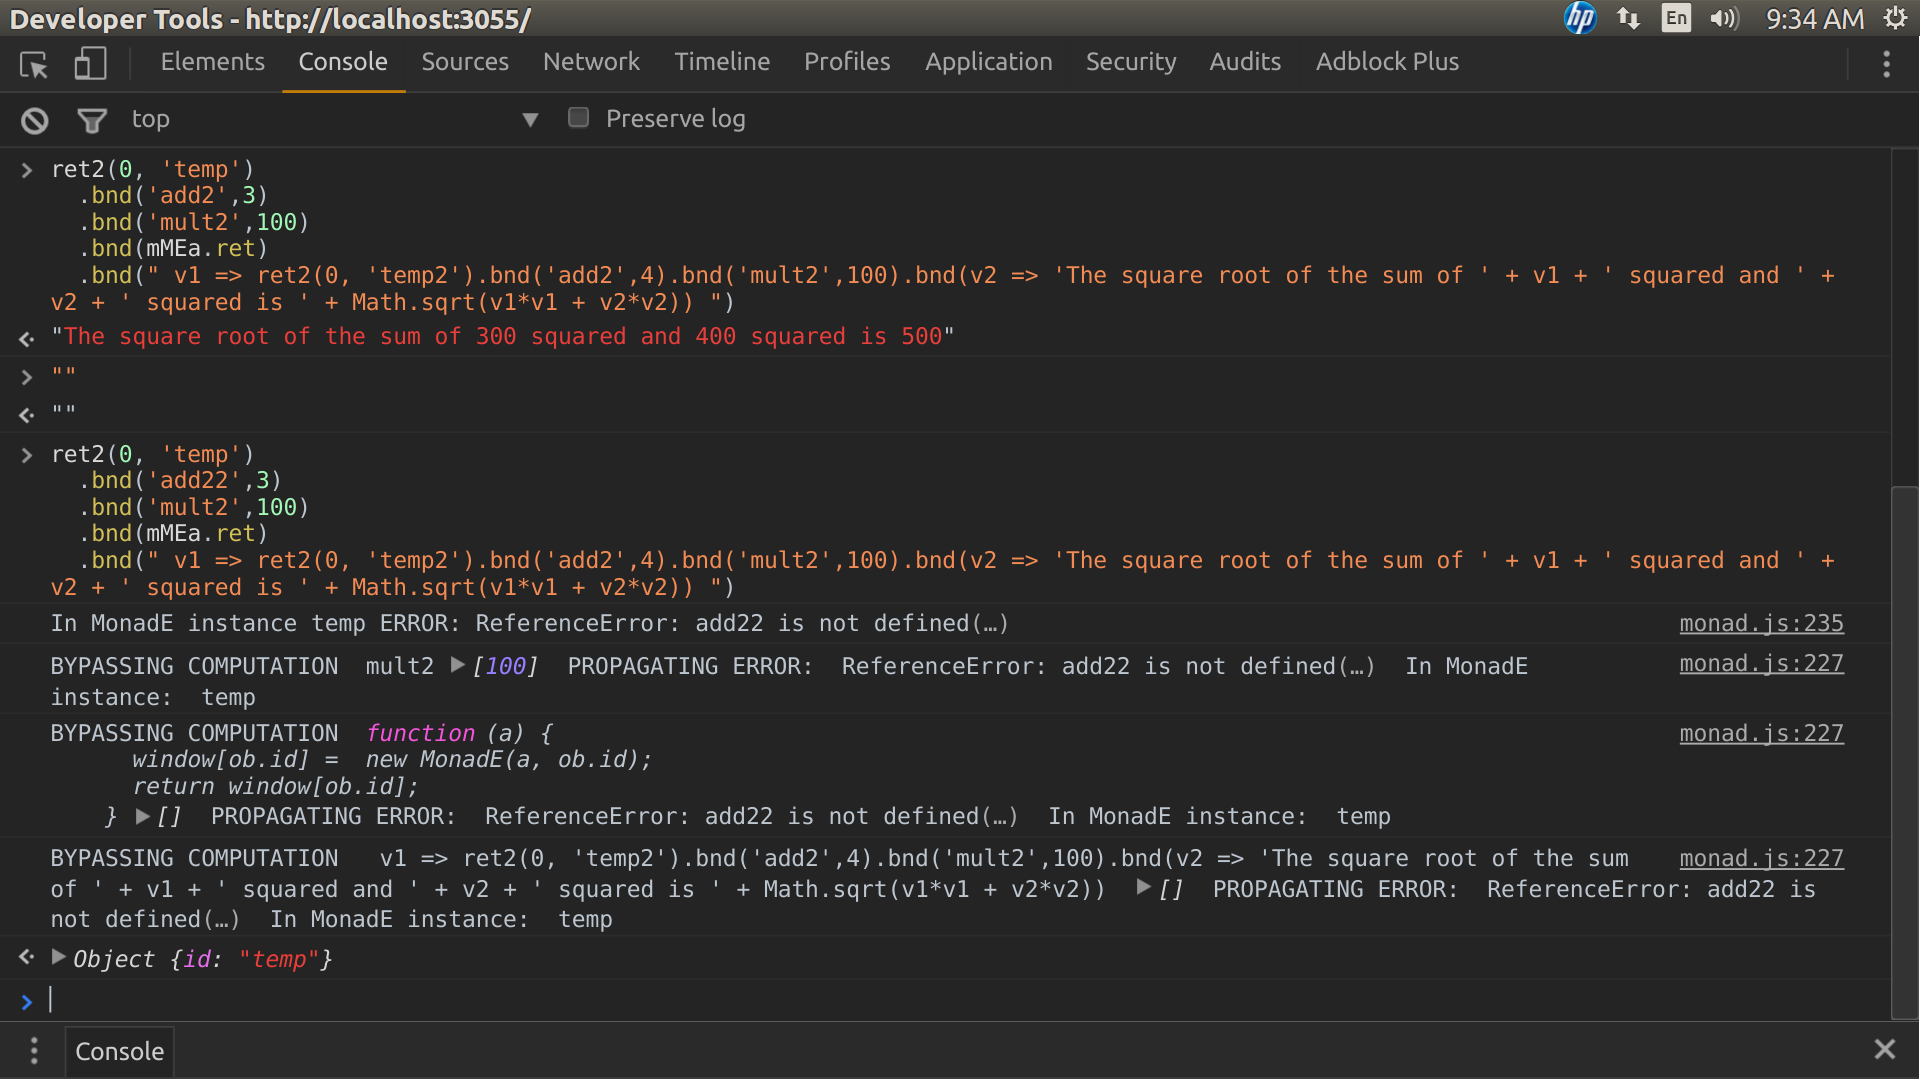 Developer Tools - http://localhost:3055/
hp
En
9:34 AM
Elements Console Sources Network Timeline Profiles Application Security Audits Adblock Plus
top ▼ Preserve log
> ret2(0, 'temp')
.bnd('add2',3)
.bnd('mult2',100)
.bnd(mMEa.ret)
.bnd(" v1 => ret2(0, 'temp2').bnd('add2',4).bnd('mult2',100).bnd(v2 => 'The square root of the sum of ' + v1 + ' squared and ' +
v2 + ' squared is ' + Math.sqrt(v1*v1 + v2*v2)) ")
"The square root of the sum of 300 squared and 400 squared is 500"
> ""
""
> ret2(0, 'temp')
.bnd('add22',3)
.bnd('mult2',100)
.bnd(mMEa.ret)
.bnd(" v1 => ret2(0, 'temp2').bnd('add2',4).bnd('mult2',100).bnd(v2 => 'The square root of the sum of ' + v1 + ' squared and ' +
v2 + ' squared is ' + Math.sqrt(v1*v1 + v2*v2)) ")
In MonadE instance temp ERROR: ReferenceError: add22 is not defined(…) monad.js:235
BYPASSING COMPUTATION mult2 ▶[100] PROPAGATING ERROR: ReferenceError: add22 is not defined(…) In MonadE monad.js:227
instance: temp
BYPASSING COMPUTATION function (a) { monad.js:227
window[ob.id] = new MonadE(a, ob.id);
return window[ob.id];
} ▶[] PROPAGATING ERROR: ReferenceError: add22 is not defined(…) In MonadE instance: temp
BYPASSING COMPUTATION v1 => ret2(0, 'temp2').bnd('add2',4).bnd('mult2',100).bnd(v2 => 'The square root of the sum monad.js:227
of ' + v1 + ' squared and ' + v2 + ' squared is ' + Math.sqrt(v1*v1 + v2*v2)) ▶[] PROPAGATING ERROR: ReferenceError: add22 is
not defined(…) In MonadE instance: temp
▶Object {id: "temp"}
>
Console